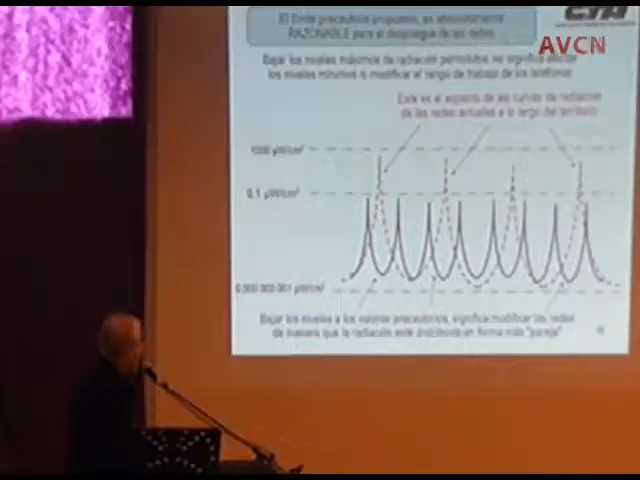 El límite precautorio propuesto, es absolutamente
RAZONABLE para el despliegue de las redes
CTA
AVCN
Bajar los niveles máximos de radiación permitidos no significa afectar
los niveles mínimos ni modificar el rango de trabajo de los teléfonos
Este es el aspecto de las curvas de radiación
de las redes actuales a lo largo del territorio
1000 µW/cm²
0,1 µW/cm²
0,000 000 001 µW/cm²
Bajar los niveles a los valores precautorios, significa modificar las redes
de manera que la radiación esté distribuida en forma más "pareja"